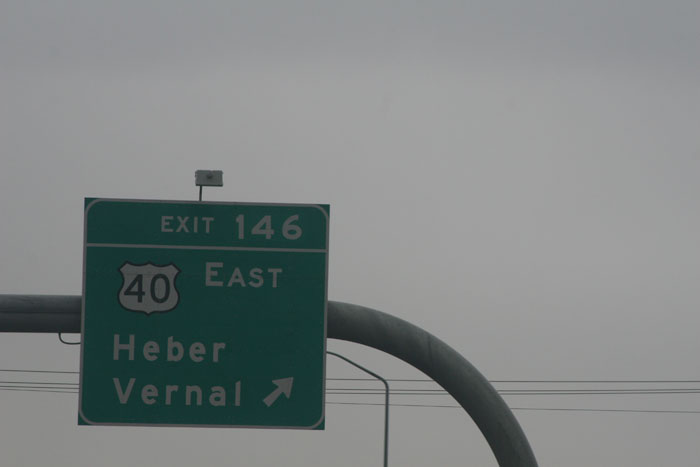 EXIT 146
40 EAST
Heber
Vernal